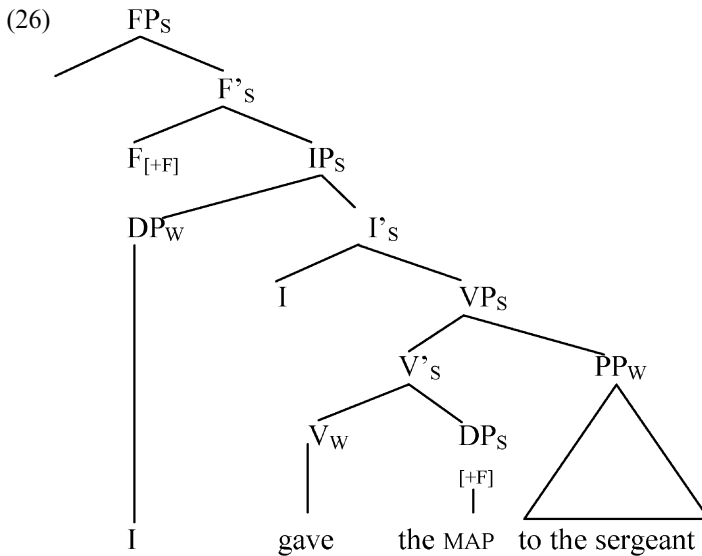 (26) FPS
F'S
F[+F] IPS
DPW I'S
I VPS
V'S PPW
VW DPS
[+F]
I gave the MAP to the sergeant